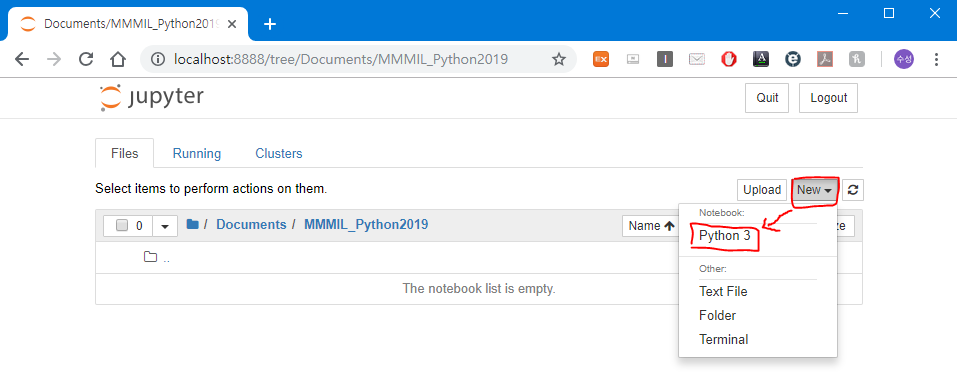 Documents/MMMIL_Python2019
localhost:8888/tree/Documents/MMMIL_Python2019
수성
jupyter
Quit
Logout
Files
Running
Clusters
Select items to perform actions on them.
Upload
New
0
/ Documents / MMMIL_Python2019
Name
ze
Notebook:
Python 3
..
Other:
The notebook list is empty.
Text File
Folder
Terminal